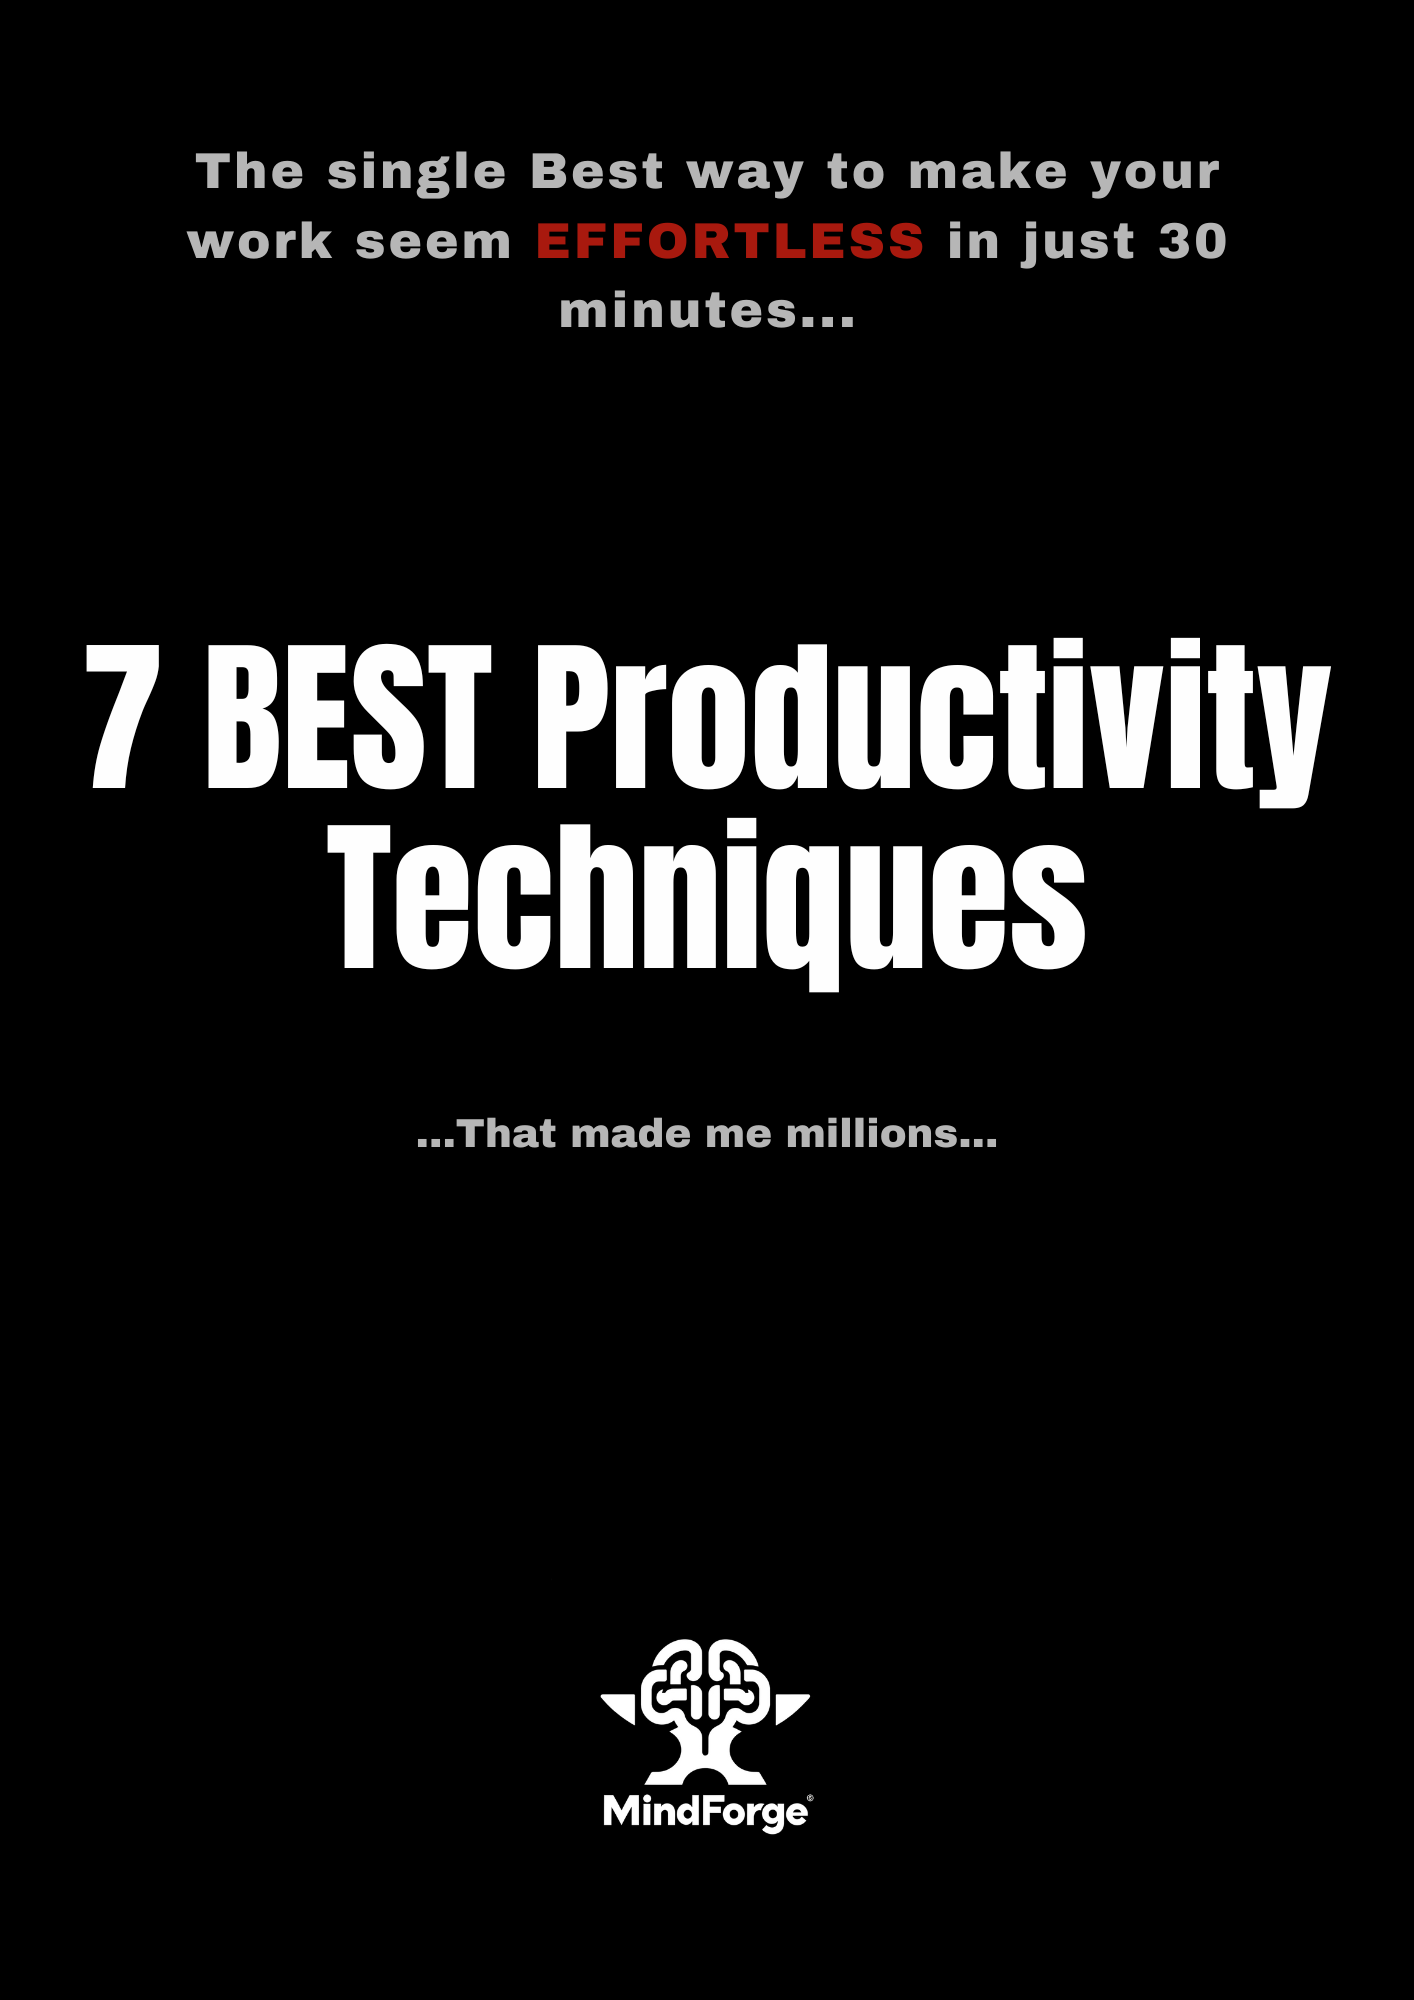 The single Best way to make your
work seem EFFORTLESS in just 30
minutes...
7 BEST Productivity
Techniques
...That made me millions...
MindForge©